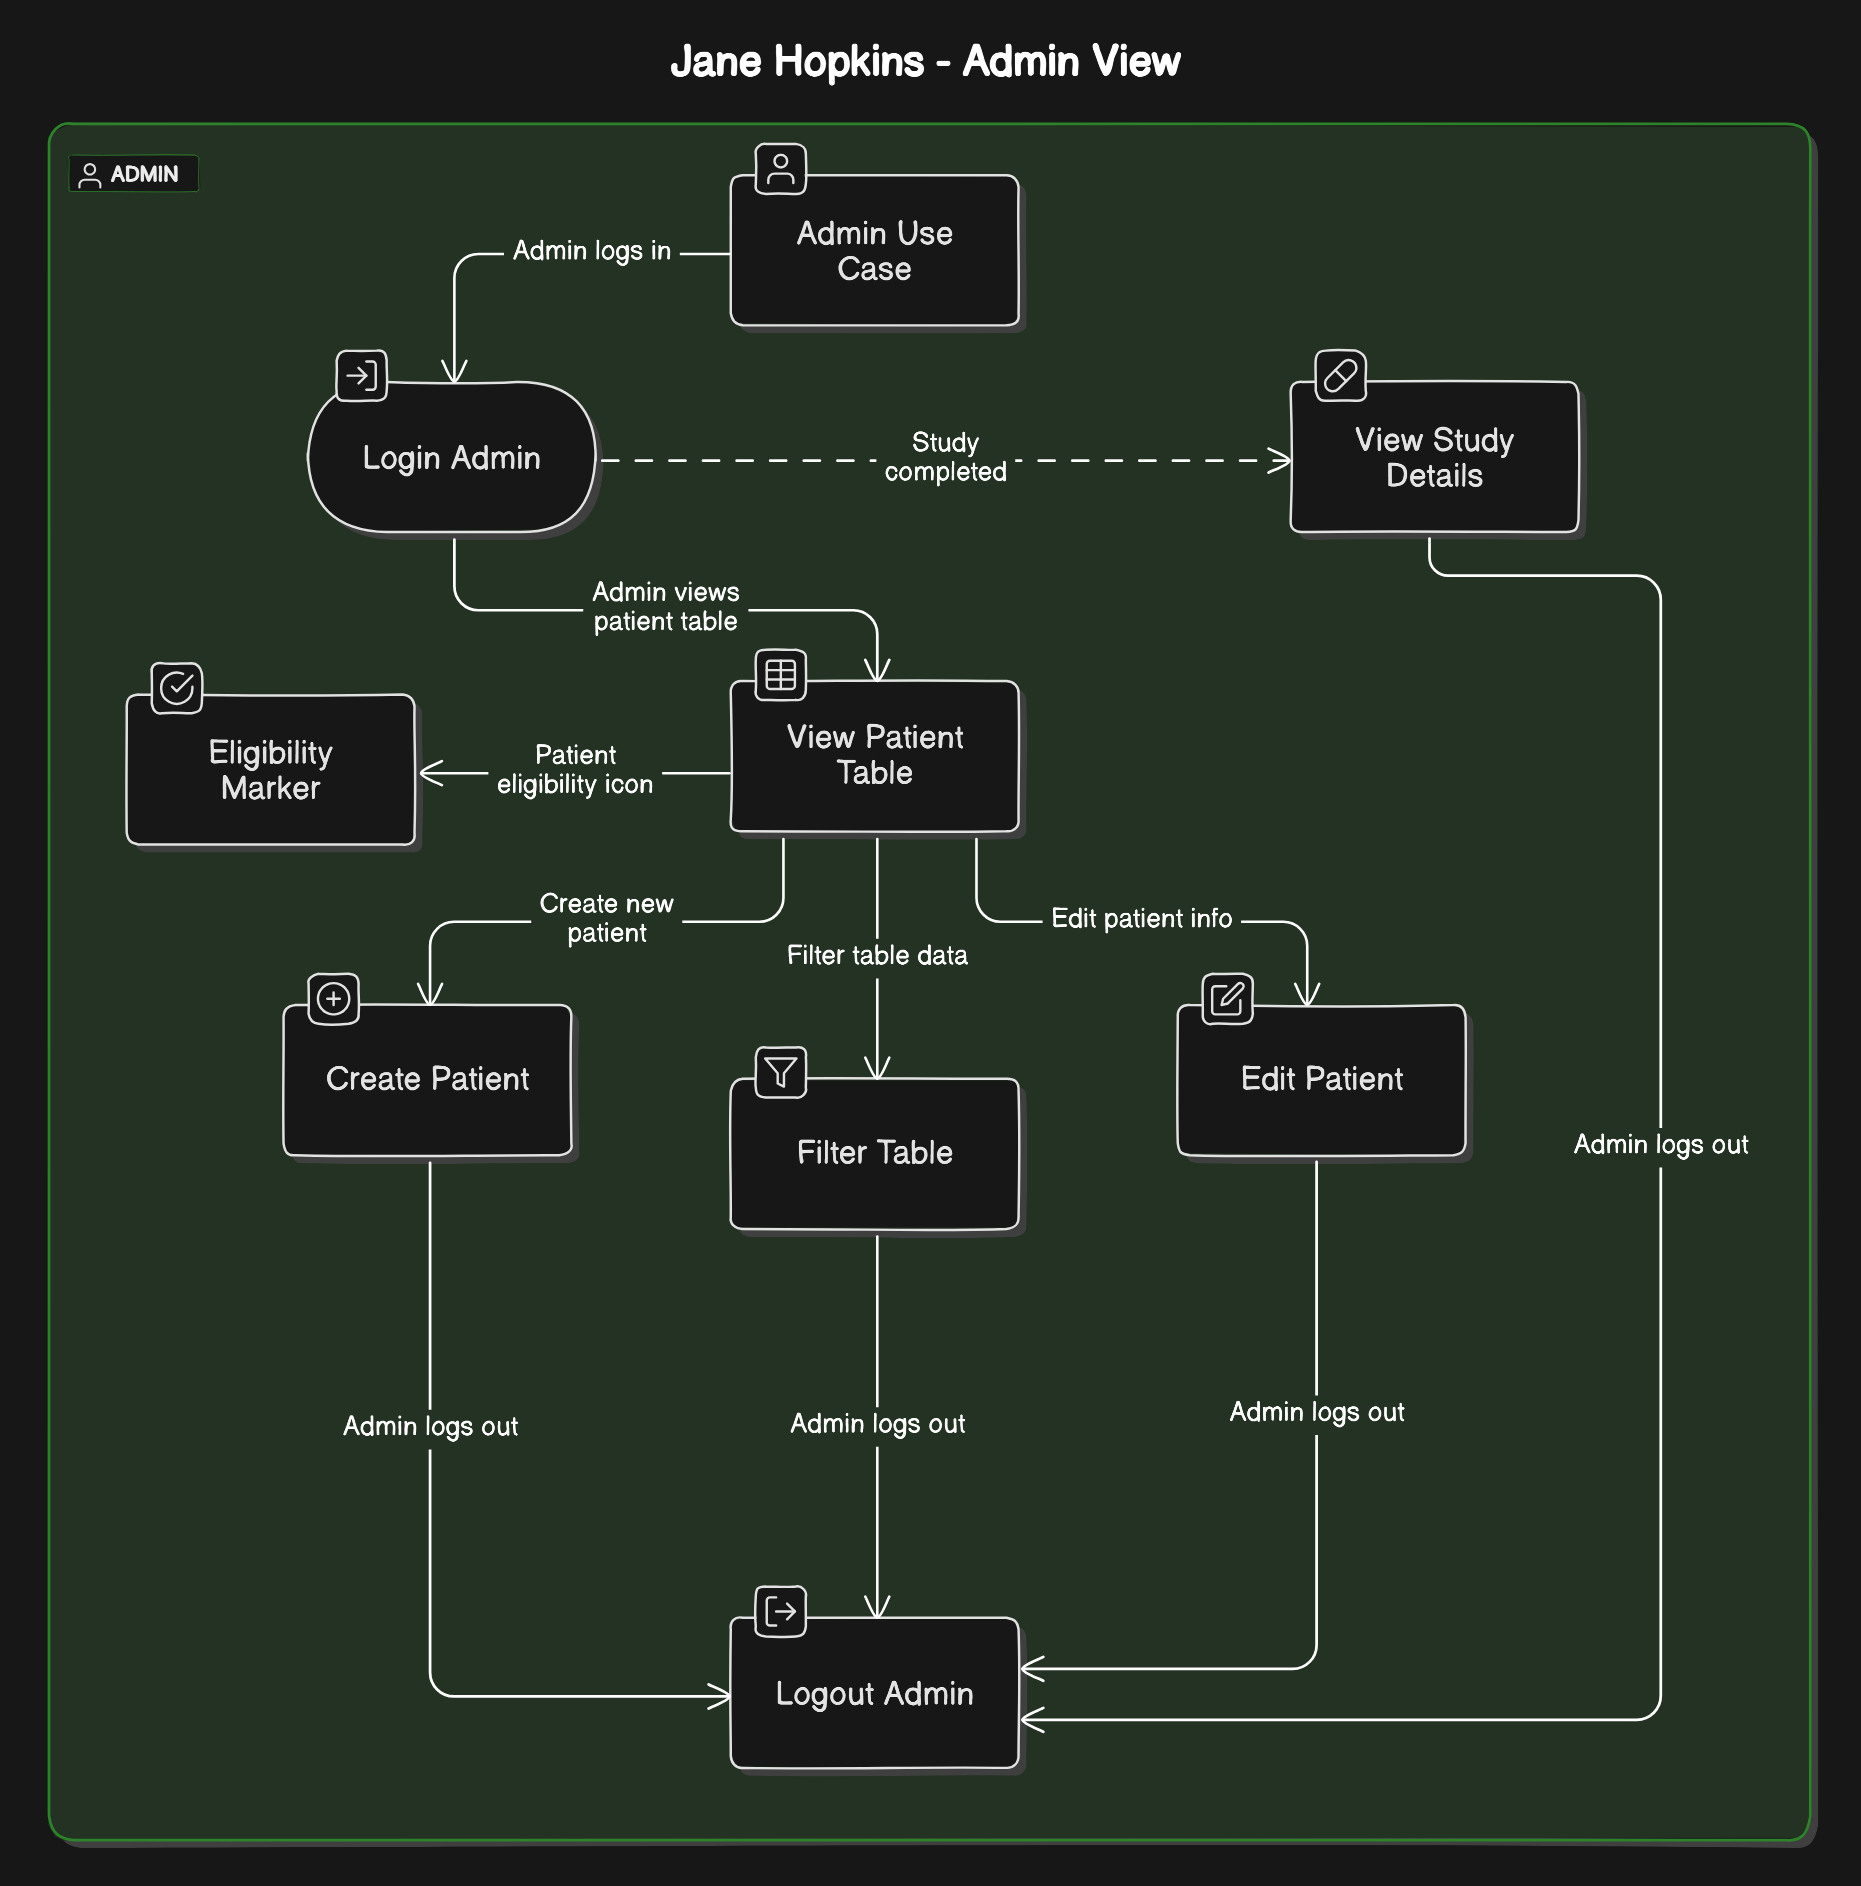 Jane Hopkins - Admin View
ADMIN
Admin Use
Case
Admin logs in
Login Admin
Study
completed
View Study
Details
Admin views
patient table
View Patient
Table
Patient
eligibility icon
Eligibility
Marker
Create new
patient
Filter table data
Edit patient info
Create Patient
Filter Table
Edit Patient
Admin logs out
Admin logs out
Admin logs out
Admin logs out
Logout Admin